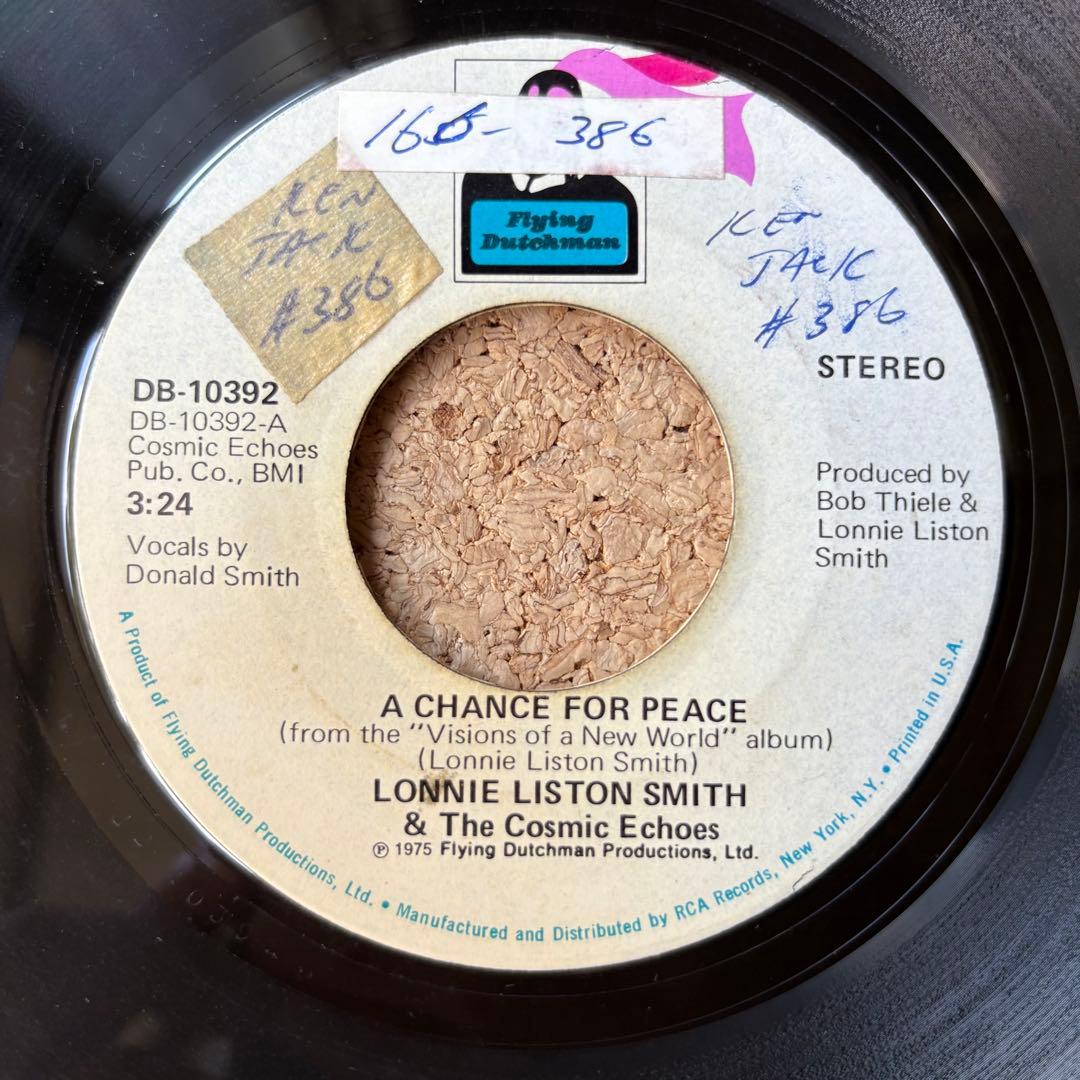 386
KEN
JACK
#386
Flying
Dutchman
KEN
JACK
#386
STEREO
DB-10392
DB-10392-A
Cosmic Echoes
Pub. Co., BMI
3:24
Vocals by
Donald Smith
Produced by
Bob Thiele &
Lonnie Liston
Smith
A CHANCE FOR PEACE
(from the "Visions of a New World" album)
(Lonnie Liston Smith)
LONNIE LISTON SMITH
& The Cosmic Echoes
℗ 1975 Flying Dutchman Productions, Ltd.
A Product of Flying Dutchman Productions, Ltd. • Manufactured and Distributed by RCA Records, New York, N.Y. • Printed in U.S.A.